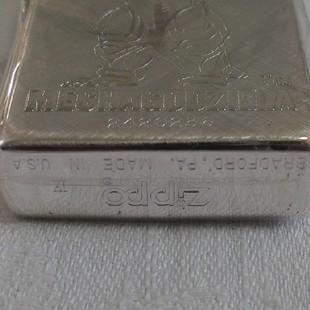 MECHAGODZILLA
zippo
BRADFORD, PA. MADE IN U.S.A.